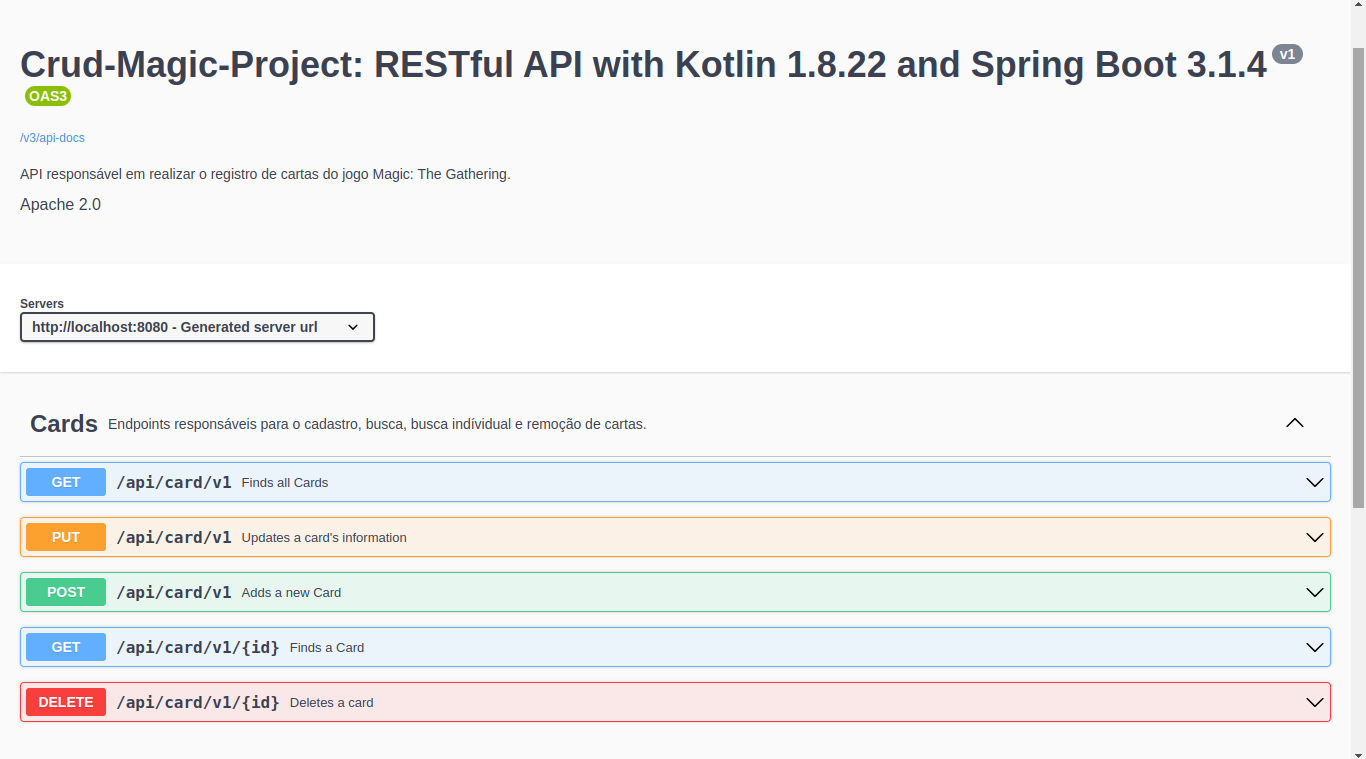 Crud-Magic-Project: RESTful API with Kotlin 1.8.22 and Spring Boot 3.1.4 v1
OAS3
/v3/api-docs
API responsável em realizar o registro de cartas do jogo Magic: The Gathering.
Apache 2.0
Servers
http://localhost:8080 - Generated server url
Cards Endpoints responsáveis para o cadastro, busca, busca indívidual e remoção de cartas.
GET /api/card/v1 Finds all Cards
PUT /api/card/v1 Updates a card's information
POST /api/card/v1 Adds a new Card
GET /api/card/v1/{id} Finds a Card
DELETE /api/card/v1/{id} Deletes a card